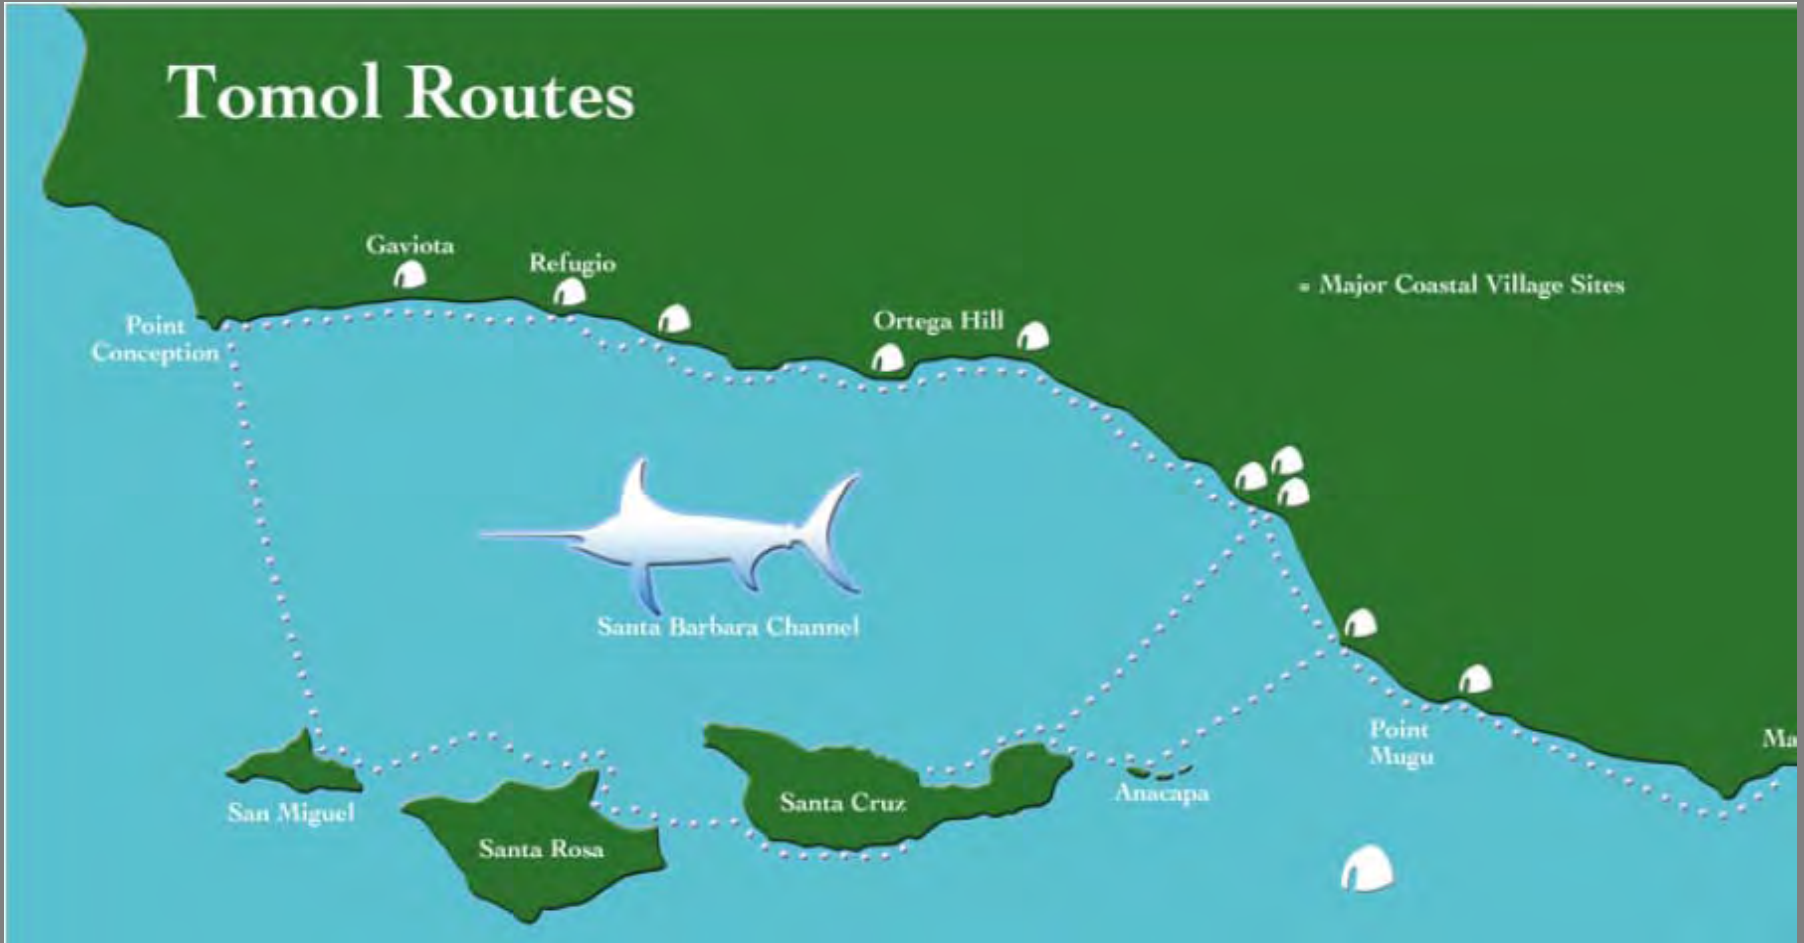 Tomol Routes
Gaviota
Refugio
Major Coastal Village Sites
Ortega Hill
Point
Conception
Santa Barbara Channel
Point
Mugu
Ma
Anacapa
Santa Cruz
San Miguel
Santa Rosa